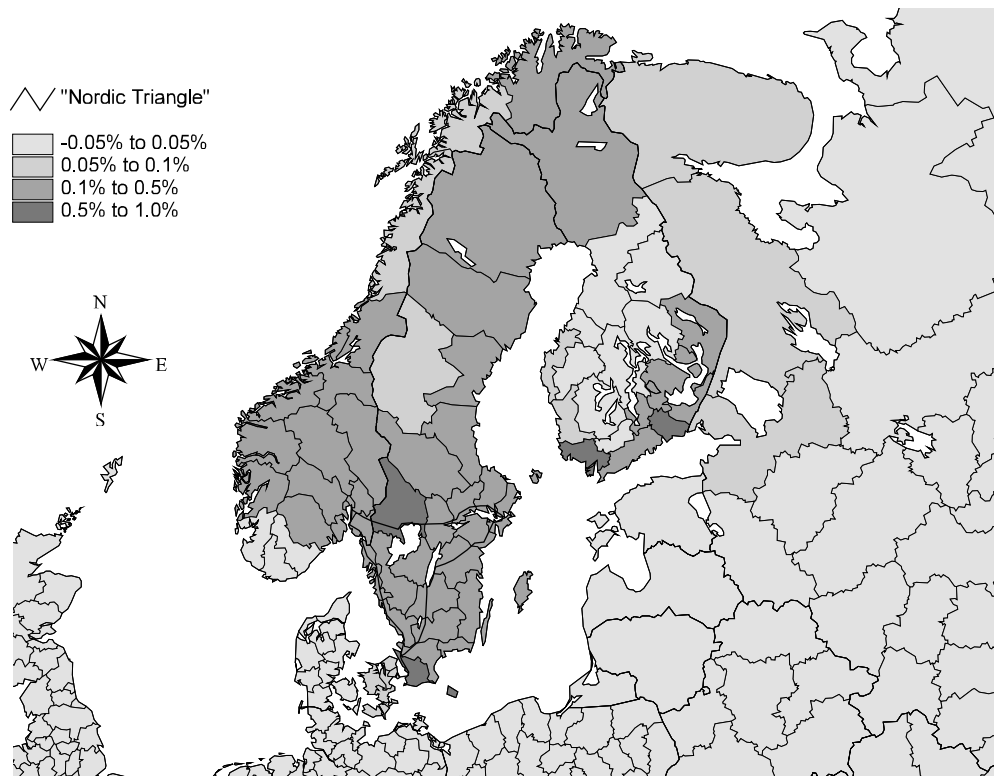 "Nordic Triangle"
-0.05% to 0.05%
0.05% to 0.1%
0.1% to 0.5%
0.5% to 1.0%
N
W E
S